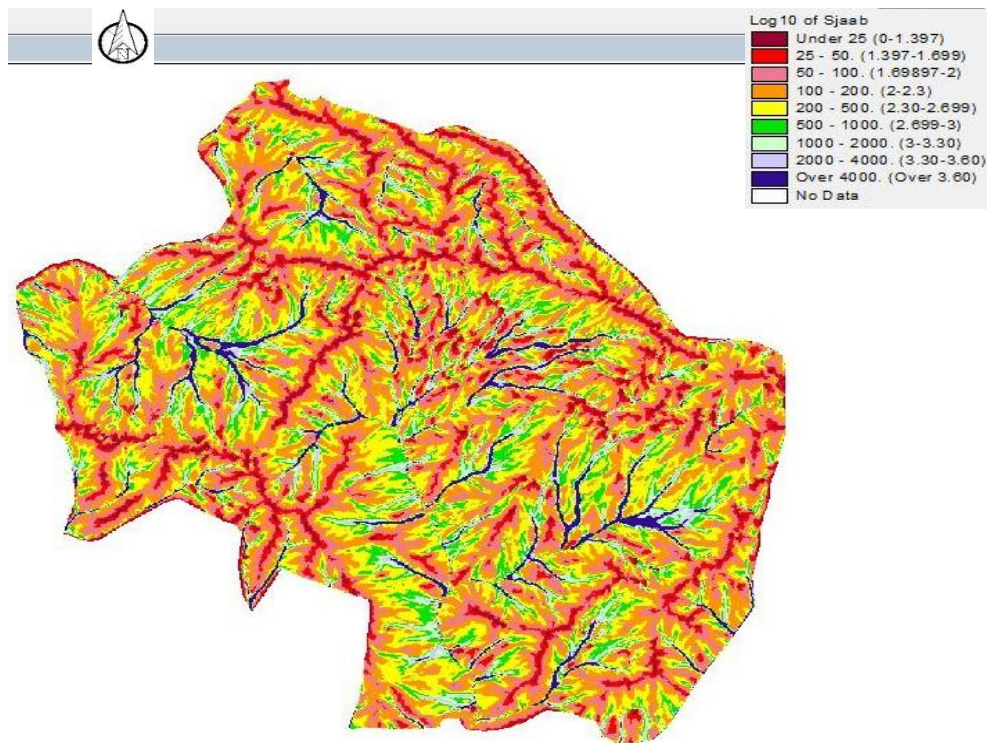 Log10 of Sjaab
Under 25 (0-1.397)
25 - 50. (1.397-1.699)
50 - 100. (1.69897-2)
100 - 200. (2-2.3)
200 - 500. (2.30-2.699)
500 - 1000. (2.699-3)
1000 - 2000. (3-3.30)
2000 - 4000. (3.30-3.60)
Over 4000. (Over 3.60)
No Data
N